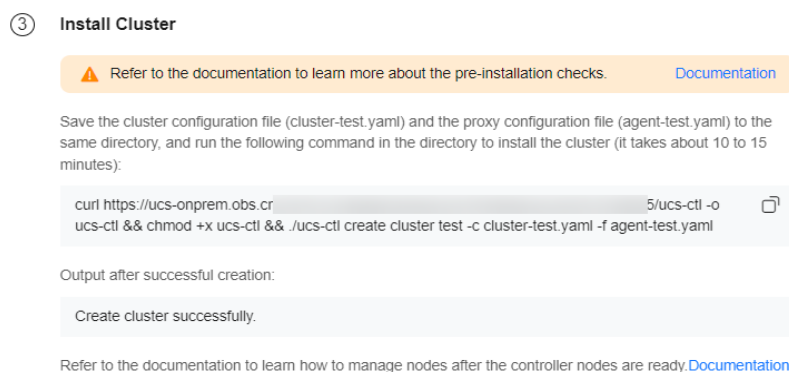 3 Install Cluster
Refer to the documentation to learn more about the pre-installation checks. Documentation
Save the cluster configuration file (cluster-test.yaml) and the proxy configuration file (agent-test.yaml) to the
same directory, and run the following command in the directory to install the cluster (it takes about 10 to 15
minutes):
curl https://ucs-onprem.obs.cr 5/ucs-ctl -o
ucs-ctl && chmod +x ucs-ctl && ./ucs-ctl create cluster test -c cluster-test.yaml -f agent-test.yaml
Output after successful creation:
Create cluster successfully.
Refer to the documentation to learn how to manage nodes after the controller nodes are ready.Documentation